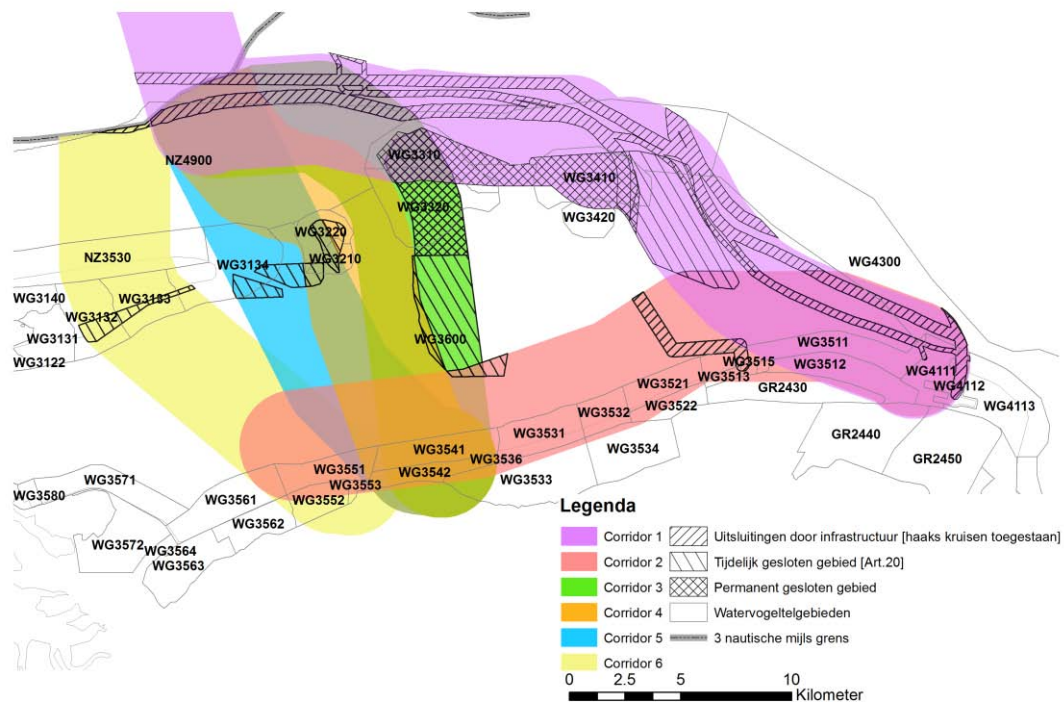 NZ4900
WG3310
WG3410
WG3320
WG3420
WG3220
WG3210
NZ3530
WG3134
WG4300
WG3140
WG3132
WG3131
WG3122
WG3600
WG3511
WG3515
WG3512
WG3513
GR2430
WG4111
WG4112
WG4113
WG3521
WG3522
WG3532
WG3531
WG3534
WG3536
WG3533
WG3541
WG3542
GR2440
GR2450
WG3551
WG3553
WG3552
WG3571
WG3580
WG3561
WG3562
WG3572
WG3564
WG3563
Legenda
Corridor 1 Uitsluitingen door infrastructuur [haaks kruisen toegestaan]
Corridor 2 Tijdelijk gesloten gebied [Art.20]
Corridor 3 Permanent gesloten gebied
Corridor 4 Watervogeltelgebieden
Corridor 5 3 nautische mijls grens
Corridor 6
0 2.5 5 10
Kilometer